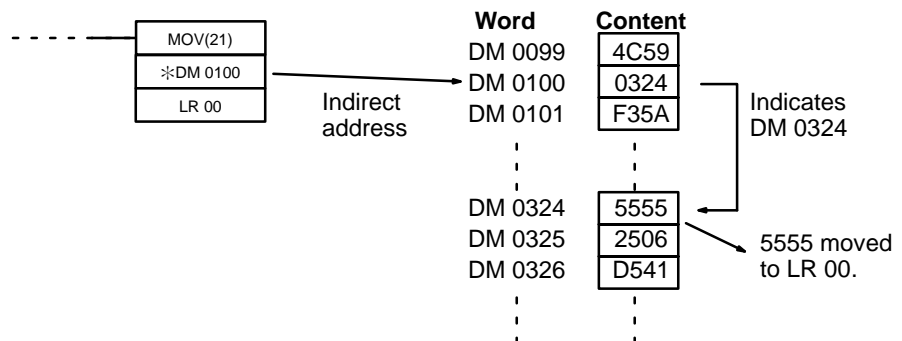 MOV(21)
✽DM 0100
LR 00
Indirect
address
Word Content
DM 0099 4C59
DM 0100 0324
DM 0101 F35A
Indicates
DM 0324
DM 0324 5555
DM 0325 2506
DM 0326 D541
5555 moved
to LR 00.